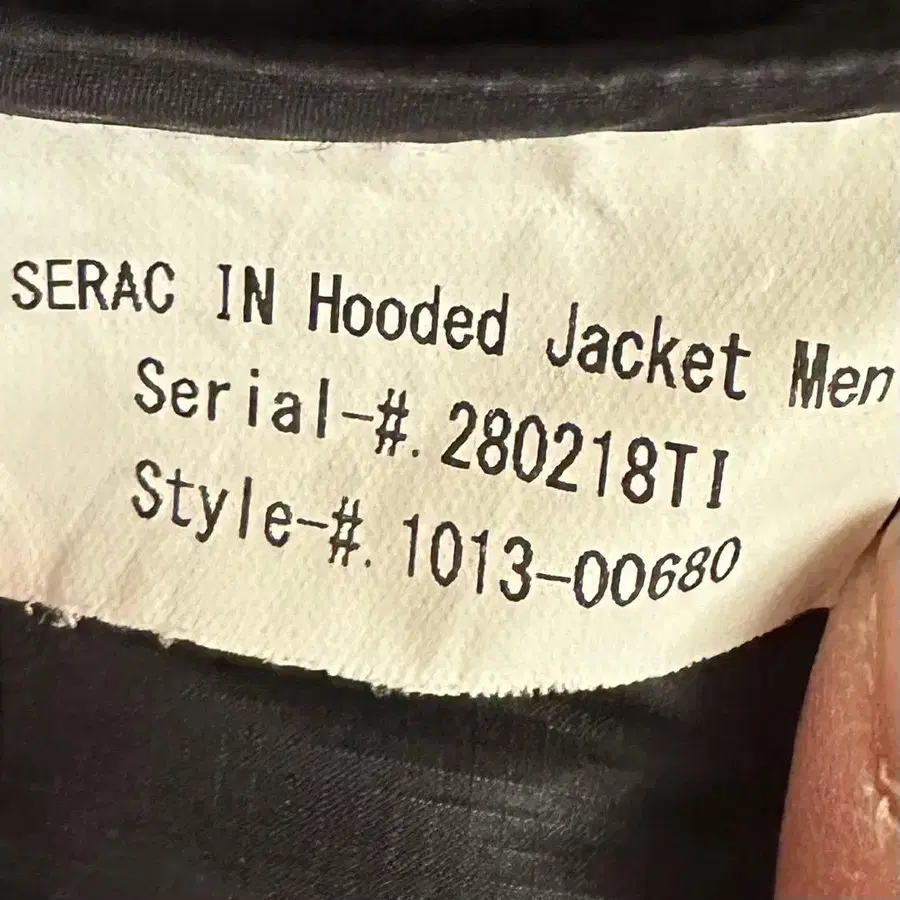 SERAC IN Hooded Jacket Men
Serial-#. 280218TI
Style-#. 1013-00680